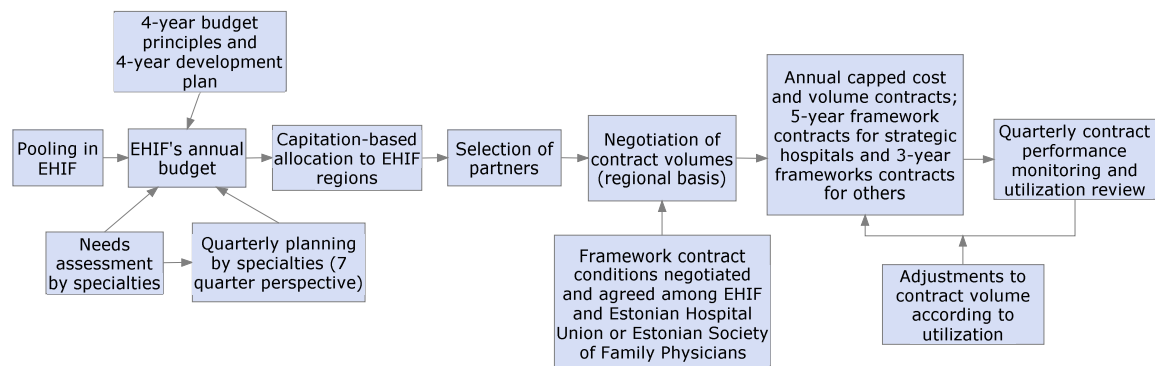 4-year budget
principles and
4-year development
plan
Pooling in
EHIF
EHIF's annual
budget
Capitation-based
allocation to EHIF
regions
Selection of
partners
Negotiation of
contract volumes
(regional basis)
Annual capped cost
and volume contracts;
5-year framework
contracts for strategic
hospitals and 3-year
frameworks contracts
for others
Quarterly contract
performance
monitoring and
utilization review
Needs
assessment
by specialties
Quarterly planning
by specialties (7
quarter perspective)
Framework contract
conditions negotiated
and agreed among EHIF
and Estonian Hospital
Union or Estonian Society
of Family Physicians
Adjustments to
contract volume
according to
utilization